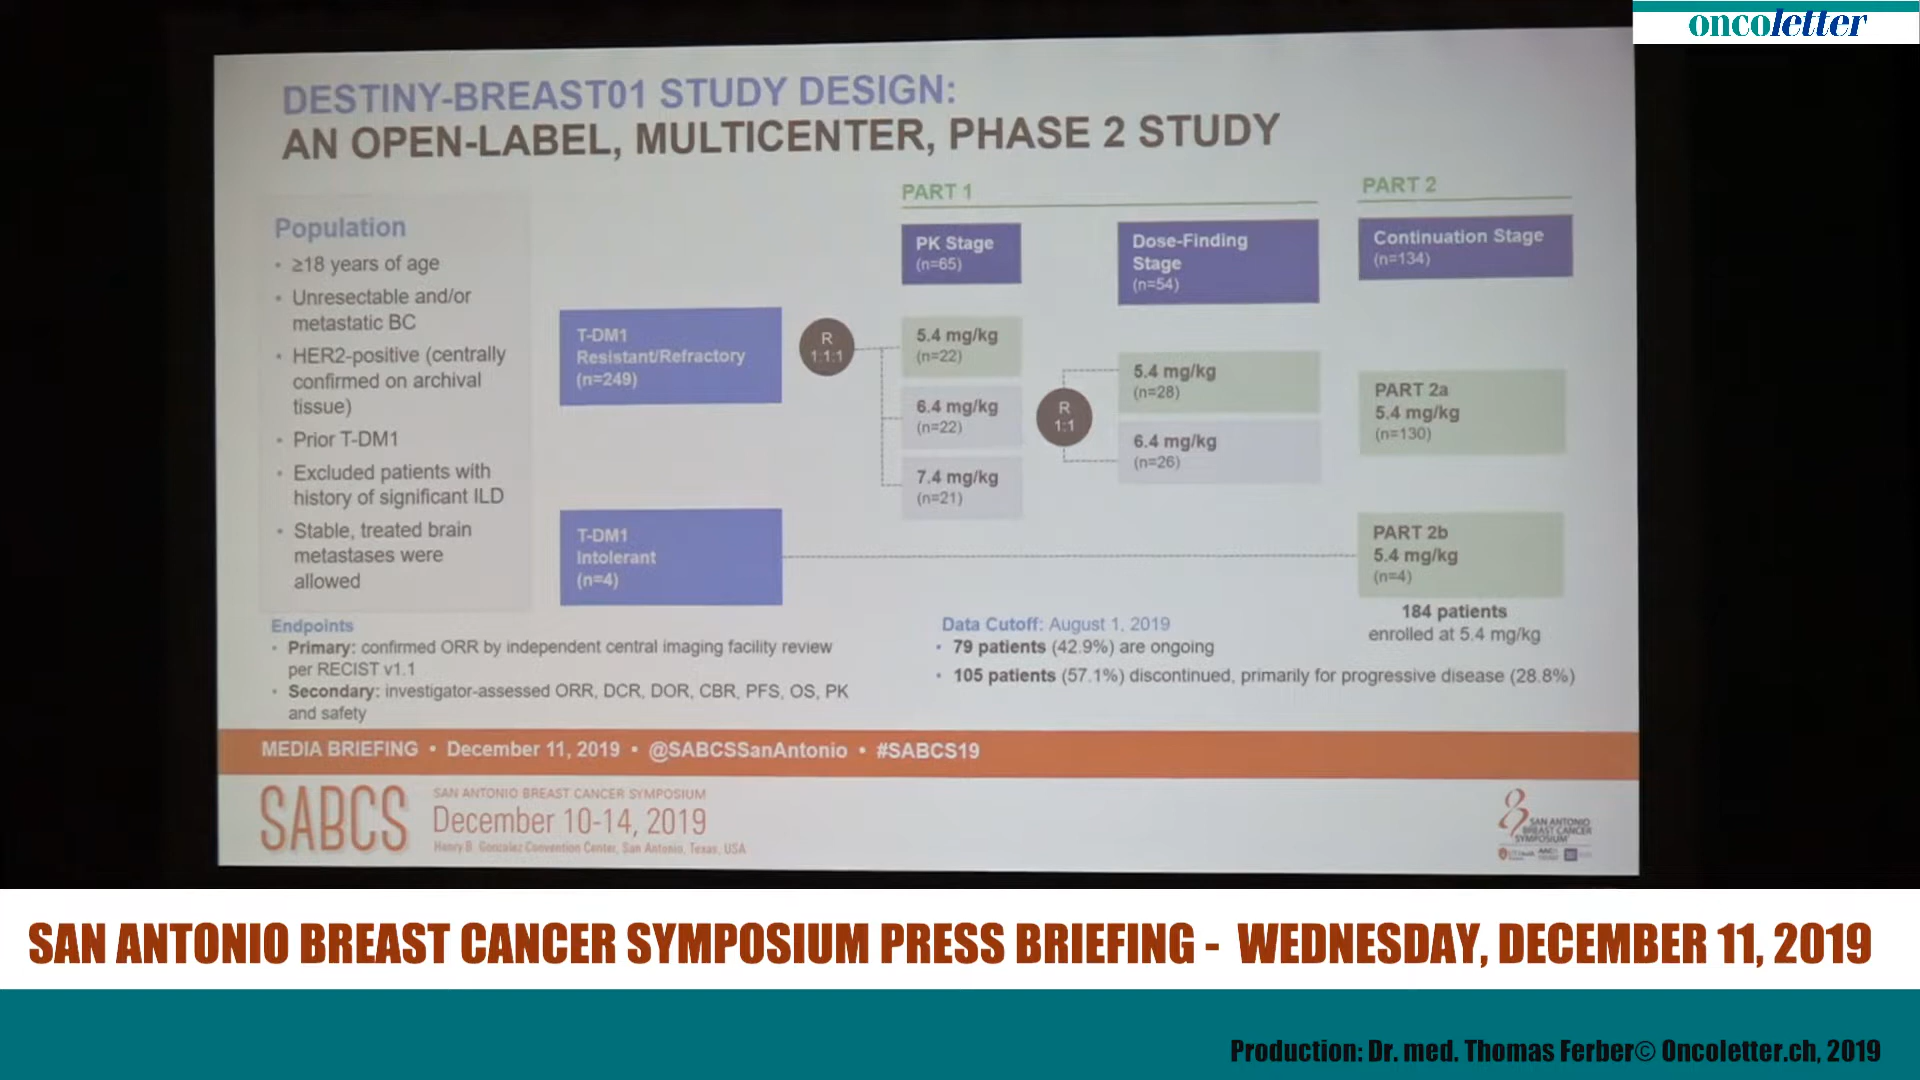 oncoletter
DESTINY-BREAST01 STUDY DESIGN:
AN OPEN-LABEL, MULTICENTER, PHASE 2 STUDY
Population
• ≥18 years of age
• Unresectable and/or
metastatic BC
• HER2-positive (centrally
confirmed on archival
tissue)
• Prior T-DM1
• Excluded patients with
history of significant ILD
• Stable, treated brain
metastases were
allowed
T-DM1
Resistant/Refractory
(n=249)
T-DM1
Intolerant
(n=4)
R
1:1:1
PART 1
PK Stage
(n=65)
5.4 mg/kg
(n=22)
6.4 mg/kg
(n=22)
7.4 mg/kg
(n=21)
R
1:1
Dose-Finding
Stage
(n=54)
5.4 mg/kg
(n=28)
6.4 mg/kg
(n=26)
PART 2
Continuation Stage
(n=134)
PART 2a
5.4 mg/kg
(n=130)
PART 2b
5.4 mg/kg
(n=4)
184 patients
enrolled at 5.4 mg/kg
Endpoints
• Primary: confirmed ORR by independent central imaging facility review
per RECIST v1.1
• Secondary: investigator-assessed ORR, DCR, DOR, CBR, PFS, OS, PK
and safety
Data Cutoff: August 1, 2019
• 79 patients (42.9%) are ongoing
• 105 patients (57.1%) discontinued, primarily for progressive disease (28.8%)
MEDIA BRIEFING • December 11, 2019 • @SABCSSanAntonio • #SABCS19
SABCS
SAN ANTONIO BREAST CANCER SYMPOSIUM
December 10-14, 2019
Henry B. Gonzalez Convention Center, San Antonio, Texas, USA
SAN ANTONIO
BREAST CANCER
SYMPOSIUM
SAN ANTONIO BREAST CANCER SYMPOSIUM PRESS BRIEFING - WEDNESDAY, DECEMBER 11, 2019
Production: Dr. med. Thomas Ferber© Oncoletter.ch, 2019